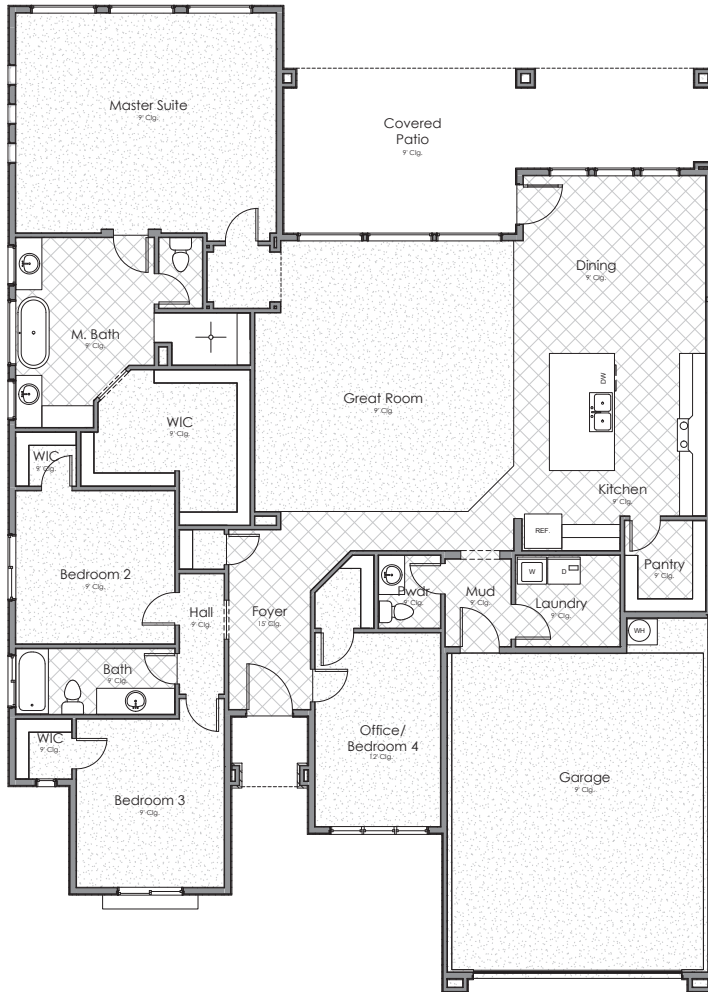 Master Suite
9' Clg.
Covered
Patio
9' Clg.
Dining
9' Clg.
M. Bath
9' Clg.
DW
Great Room
9' Clg.
WIC
9' Clg.
WIC
9' Clg.
Kitchen
9' Clg.
REF.
Bedroom 2
9' Clg.
Hall
9' Clg.
Foyer
15' Clg.
Pwdr
9' Clg.
Mud
9' Clg.
W
D
Laundry
9' Clg.
Pantry
9' Clg.
WH
Bath
9' Clg.
WIC
9' Clg.
Office/
Bedroom 4
12' Clg.
Bedroom 3
9' Clg.
Garage
9' Clg.